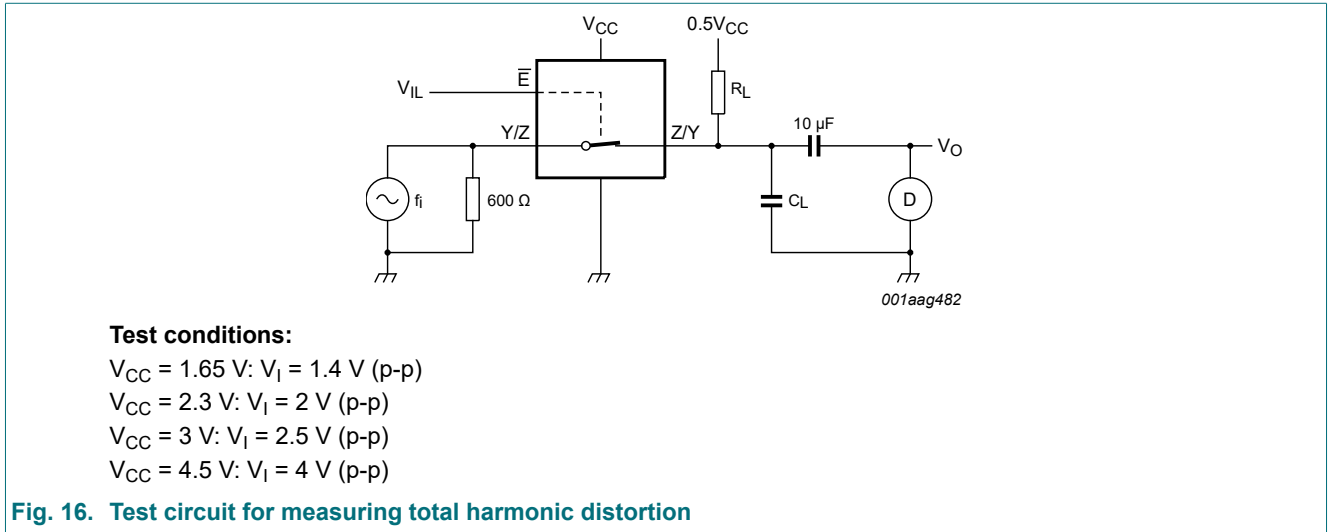 VCC 0.5VCC
VIL E̅ RL
Y/Z Z/Y 10 µF VO
fi 600 Ω CL D
001aag482
Test conditions:
VCC = 1.65 V: VI = 1.4 V (p-p)
VCC = 2.3 V: VI = 2 V (p-p)
VCC = 3 V: VI = 2.5 V (p-p)
VCC = 4.5 V: VI = 4 V (p-p)
Fig. 16. Test circuit for measuring total harmonic distortion